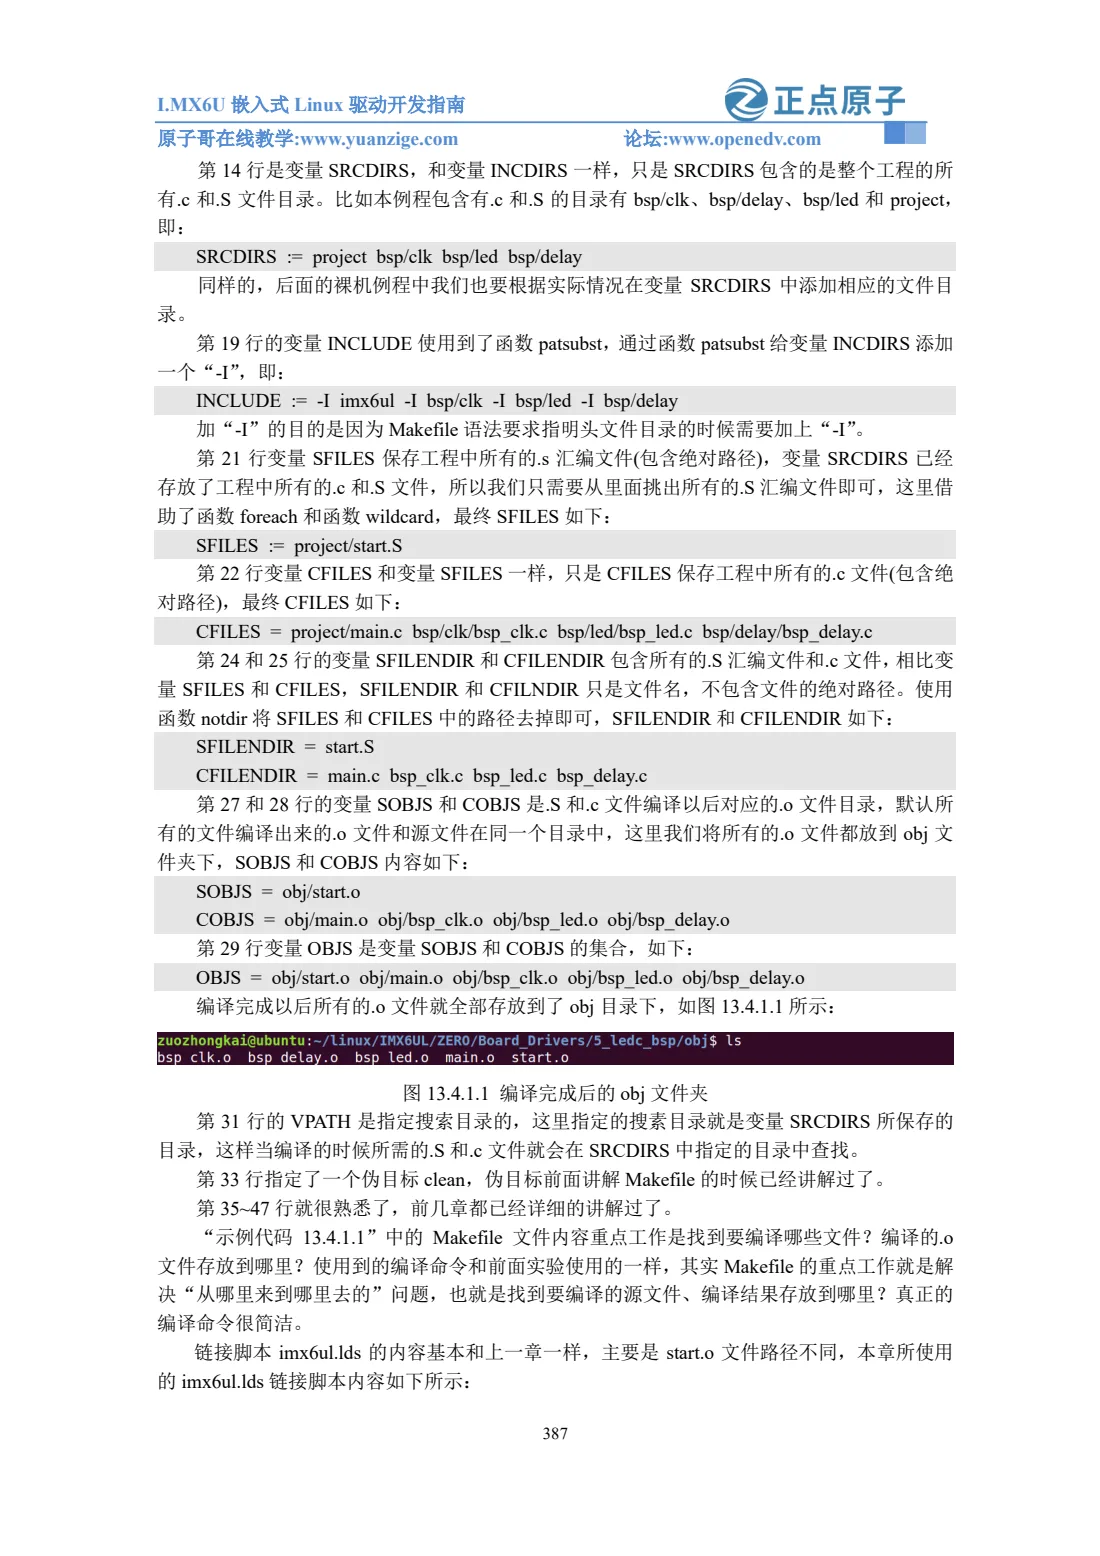 I.MX6U 嵌入式 Linux 驱动开发指南
正点原子
原子哥在线教学:www.yuanzige.com 论坛:www.openedv.com
第 14 行是变量 SRCDIRS，和变量 INCDIRS 一样，只是 SRCDIRS 包含的是整个工程的所
有.c 和.S 文件目录。比如本例程包含有.c 和.S 的目录有 bsp/clk、bsp/delay、bsp/led 和 project，
即：
SRCDIRS := project bsp/clk bsp/led bsp/delay
同样的，后面的裸机例程中我们也要根据实际情况在变量 SRCDIRS 中添加相应的文件目
录。
第 19 行的变量 INCLUDE 使用到了函数 patsubst，通过函数 patsubst 给变量 INCDIRS 添加
一个“-I”，即：
INCLUDE := -I imx6ul -I bsp/clk -I bsp/led -I bsp/delay
加“-I”的目的是因为 Makefile 语法要求指明头文件目录的时候需要加上“-I”。
第 21 行变量 SFILES 保存工程中所有的.s 汇编文件(包含绝对路径)，变量 SRCDIRS 已经
存放了工程中所有的.c 和.S 文件，所以我们只需要从里面挑出所有的.S 汇编文件即可，这里借
助了函数 foreach 和函数 wildcard，最终 SFILES 如下：
SFILES := project/start.S
第 22 行变量 CFILES 和变量 SFILES 一样，只是 CFILES 保存工程中所有的.c 文件(包含绝
对路径)，最终 CFILES 如下：
CFILES = project/main.c bsp/clk/bsp_clk.c bsp/led/bsp_led.c bsp/delay/bsp_delay.c
第 24 和 25 行的变量 SFILENDIR 和 CFILENDIR 包含所有的.S 汇编文件和.c 文件，相比变
量 SFILES 和 CFILES，SFILENDIR 和 CFILNDIR 只是文件名，不包含文件的绝对路径。使用
函数 notdir 将 SFILES 和 CFILES 中的路径去掉即可，SFILENDIR 和 CFILENDIR 如下：
SFILENDIR = start.S
CFILENDIR = main.c bsp_clk.c bsp_led.c bsp_delay.c
第 27 和 28 行的变量 SOBJS 和 COBJS 是.S 和.c 文件编译以后对应的.o 文件目录，默认所
有的文件编译出来的.o 文件和源文件在同一个目录中，这里我们将所有的.o 文件都放到 obj 文
件夹下，SOBJS 和 COBJS 内容如下：
SOBJS = obj/start.o
COBJS = obj/main.o obj/bsp_clk.o obj/bsp_led.o obj/bsp_delay.o
第 29 行变量 OBJS 是变量 SOBJS 和 COBJS 的集合，如下：
OBJS = obj/start.o obj/main.o obj/bsp_clk.o obj/bsp_led.o obj/bsp_delay.o
编译完成以后所有的.o 文件就全部存放到了 obj 目录下，如图 13.4.1.1 所示：
zuozhongkai@ubuntu:~/linux/IMX6UL/ZERO/Board_Drivers/5_ledc_bsp/obj$ ls
bsp_clk.o bsp_delay.o bsp_led.o main.o start.o
图 13.4.1.1 编译完成后的 obj 文件夹
第 31 行的 VPATH 是指定搜索目录的，这里指定的搜素目录就是变量 SRCDIRS 所保存的
目录，这样当编译的时候所需的.S 和.c 文件就会在 SRCDIRS 中指定的目录中查找。
第 33 行指定了一个伪目标 clean，伪目标前面讲解 Makefile 的时候已经讲解过了。
第 35~47 行就很熟悉了，前几章都已经详细的讲解过了。
“示例代码 13.4.1.1”中的 Makefile 文件内容重点工作是找到要编译哪些文件？编译的.o
文件存放到哪里？使用到的编译命令和前面实验使用的一样，其实 Makefile 的重点工作就是解
决“从哪里来到哪里去的”问题，也就是找到要编译的源文件、编译结果存放到哪里？真正的
编译命令很简洁。
链接脚本 imx6ul.lds 的内容基本和上一章一样，主要是 start.o 文件路径不同，本章所使用
的 imx6ul.lds 链接脚本内容如下所示：
387